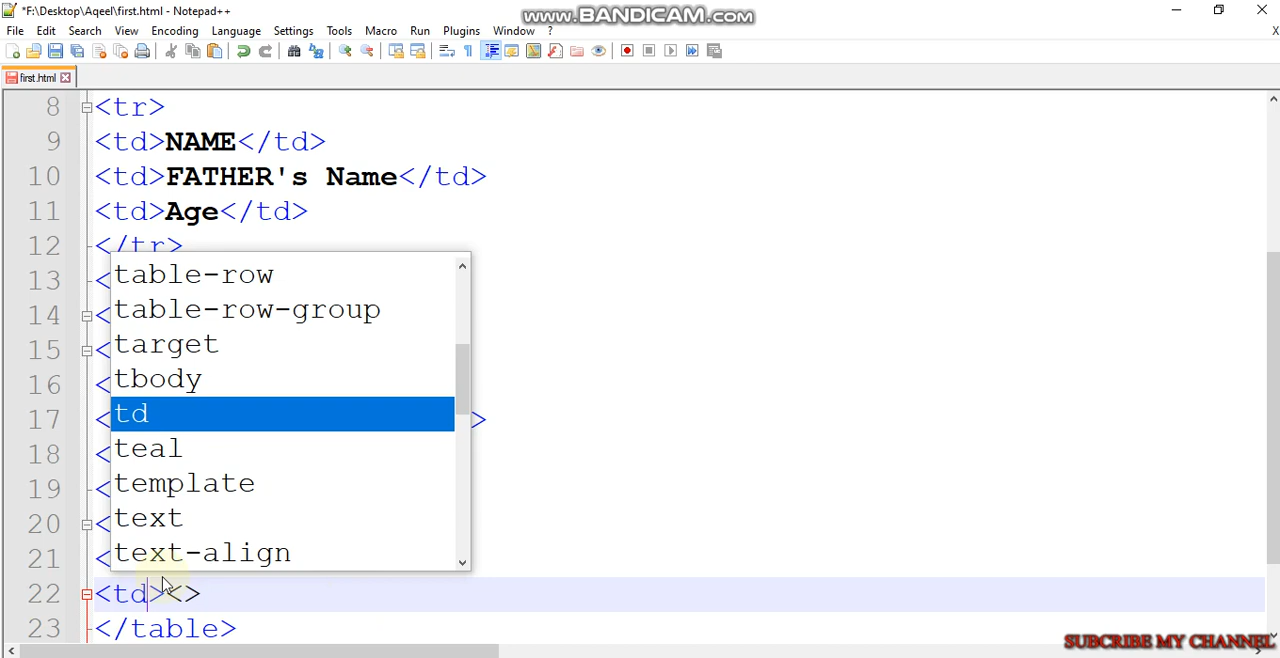 *F:\Desktop\Aqeel\first.html - Notepad++
www.BANDICAM.com
File Edit Search View Encoding Language Settings Tools Macro Run Plugins Window ?
X
first.html
8 <tr>
9 <td>NAME</td>
10 <td>FATHER's Name</td>
11 <td>Age</td>
12 </tr>
13 <
14 <
15 <
16 <
17 < >
18 <
19 <
20 <
21 <
table-row
table-row-group
target
tbody
td
teal
template
text
text-align
22 <td><>
23 </table>
SUBCRIBE MY CHANNEL